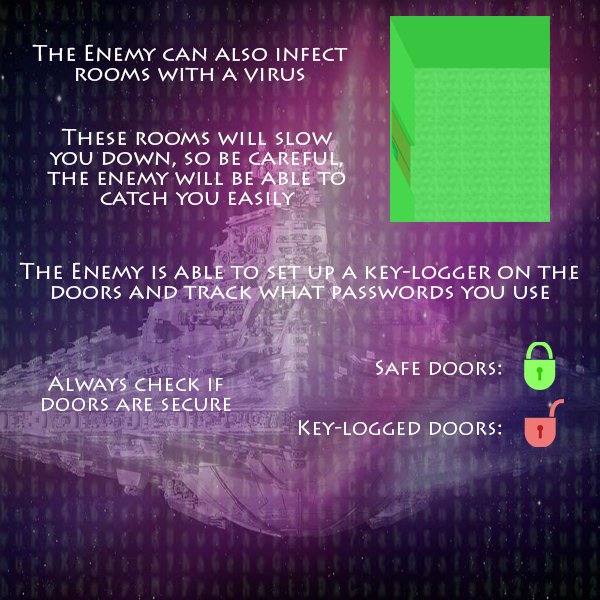 The Enemy can also infect
rooms with a virus
These rooms will slow
you down, so be careful,
the enemy will be able to
catch you easily
The Enemy is able to set up a key-logger on the
doors and track what passwords you use
Always check if
doors are secure
Safe doors:
Key-logged doors: